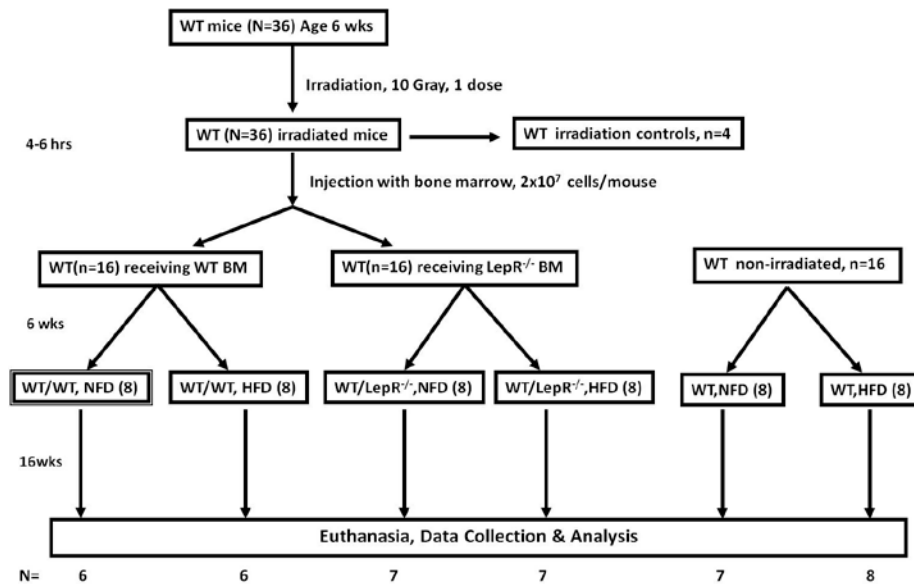 WT mice (N=36) Age 6 wks
Irradiation, 10 Gray, 1 dose
4-6 hrs
WT (N=36) irradiated mice
WT irradiation controls, n=4
Injection with bone marrow, 2x10⁷ cells/mouse
WT(n=16) receiving WT BM
WT(n=16) receiving LepR⁻/⁻ BM
WT non-irradiated, n=16
6 wks
WT/WT, NFD (8)
WT/WT, HFD (8)
WT/LepR⁻/⁻,NFD (8)
WT/LepR⁻/⁻,HFD (8)
WT,NFD (8)
WT,HFD (8)
16wks
Euthanasia, Data Collection & Analysis
N= 6 6 7 7 7 8